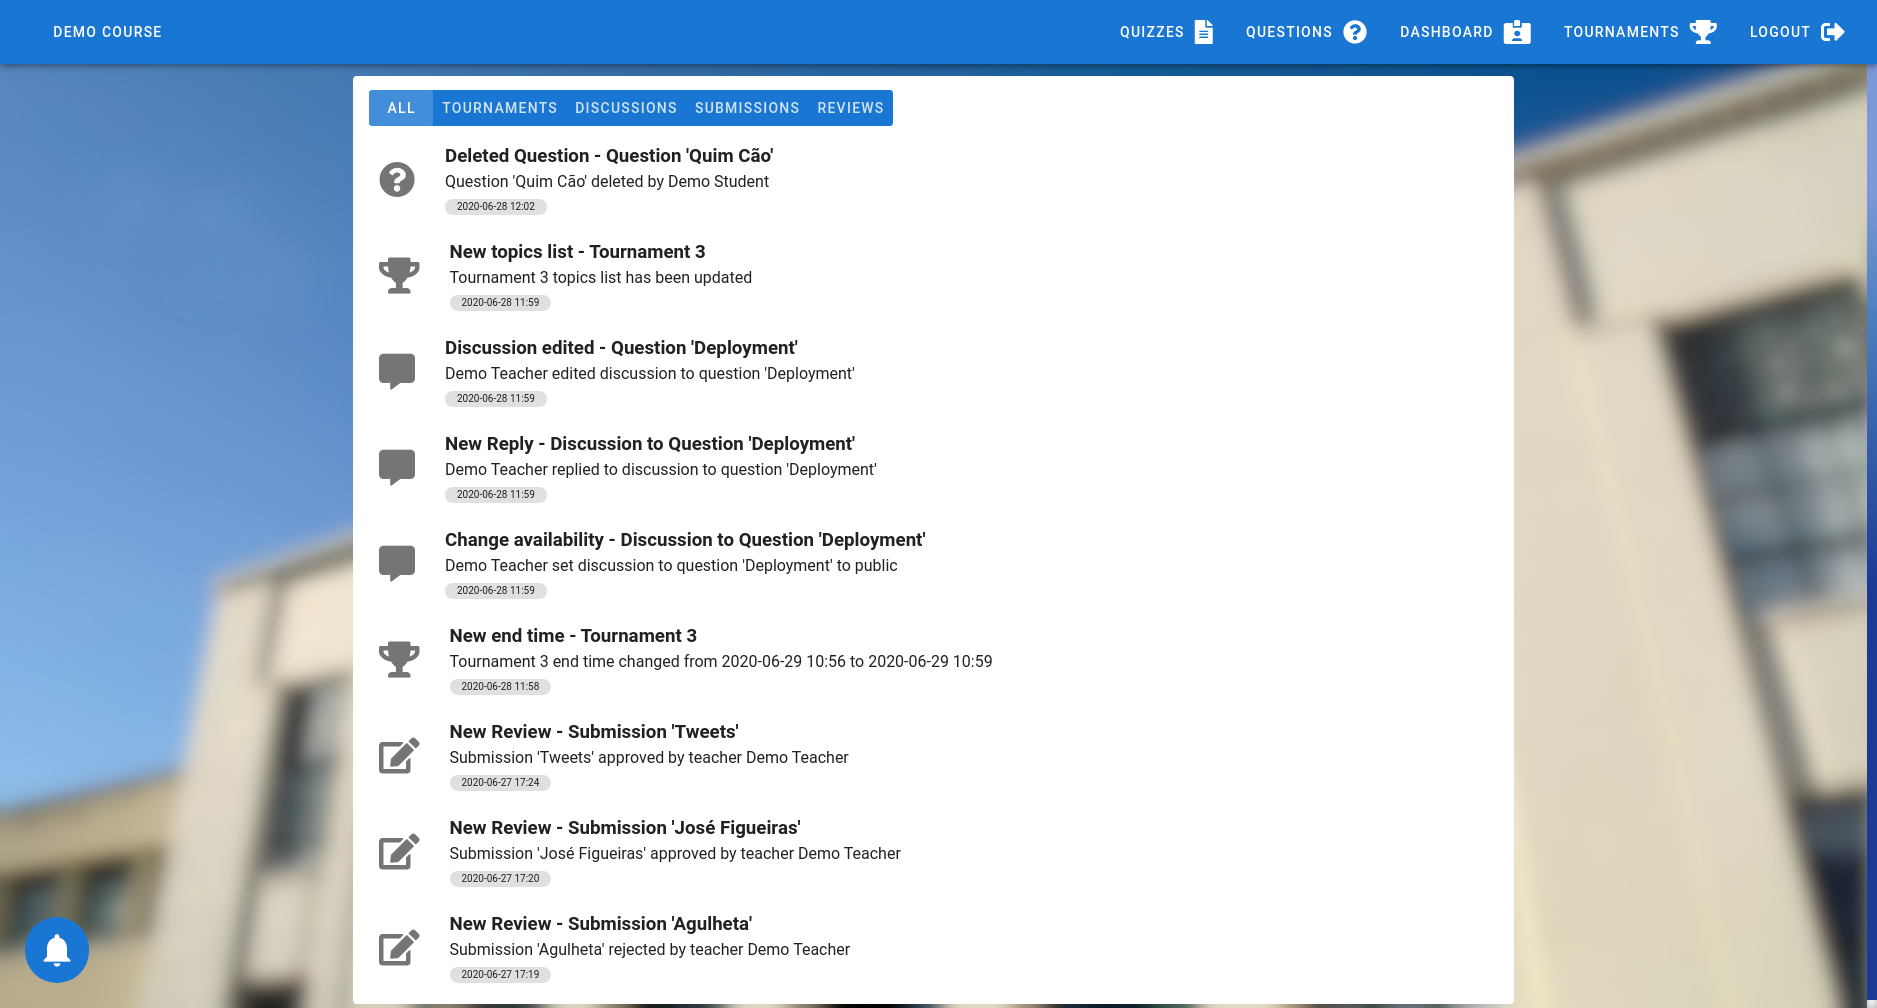 DEMO COURSE
QUIZZES
QUESTIONS
DASHBOARD
TOURNAMENTS
LOGOUT
ALL
TOURNAMENTS
DISCUSSIONS
SUBMISSIONS
REVIEWS
Deleted Question - Question 'Quim Cão'
Question 'Quim Cão' deleted by Demo Student
2020-06-28 12:02
New topics list - Tournament 3
Tournament 3 topics list has been updated
2020-06-28 11:59
Discussion edited - Question 'Deployment'
Demo Teacher edited discussion to question 'Deployment'
2020-06-28 11:59
New Reply - Discussion to Question 'Deployment'
Demo Teacher replied to discussion to question 'Deployment'
2020-06-28 11:59
Change availability - Discussion to Question 'Deployment'
Demo Teacher set discussion to question 'Deployment' to public
2020-06-28 11:59
New end time - Tournament 3
Tournament 3 end time changed from 2020-06-29 10:56 to 2020-06-29 10:59
2020-06-28 11:58
New Review - Submission 'Tweets'
Submission 'Tweets' approved by teacher Demo Teacher
2020-06-27 17:24
New Review - Submission 'José Figueiras'
Submission 'José Figueiras' approved by teacher Demo Teacher
2020-06-27 17:20
New Review - Submission 'Agulheta'
Submission 'Agulheta' rejected by teacher Demo Teacher
2020-06-27 17:19